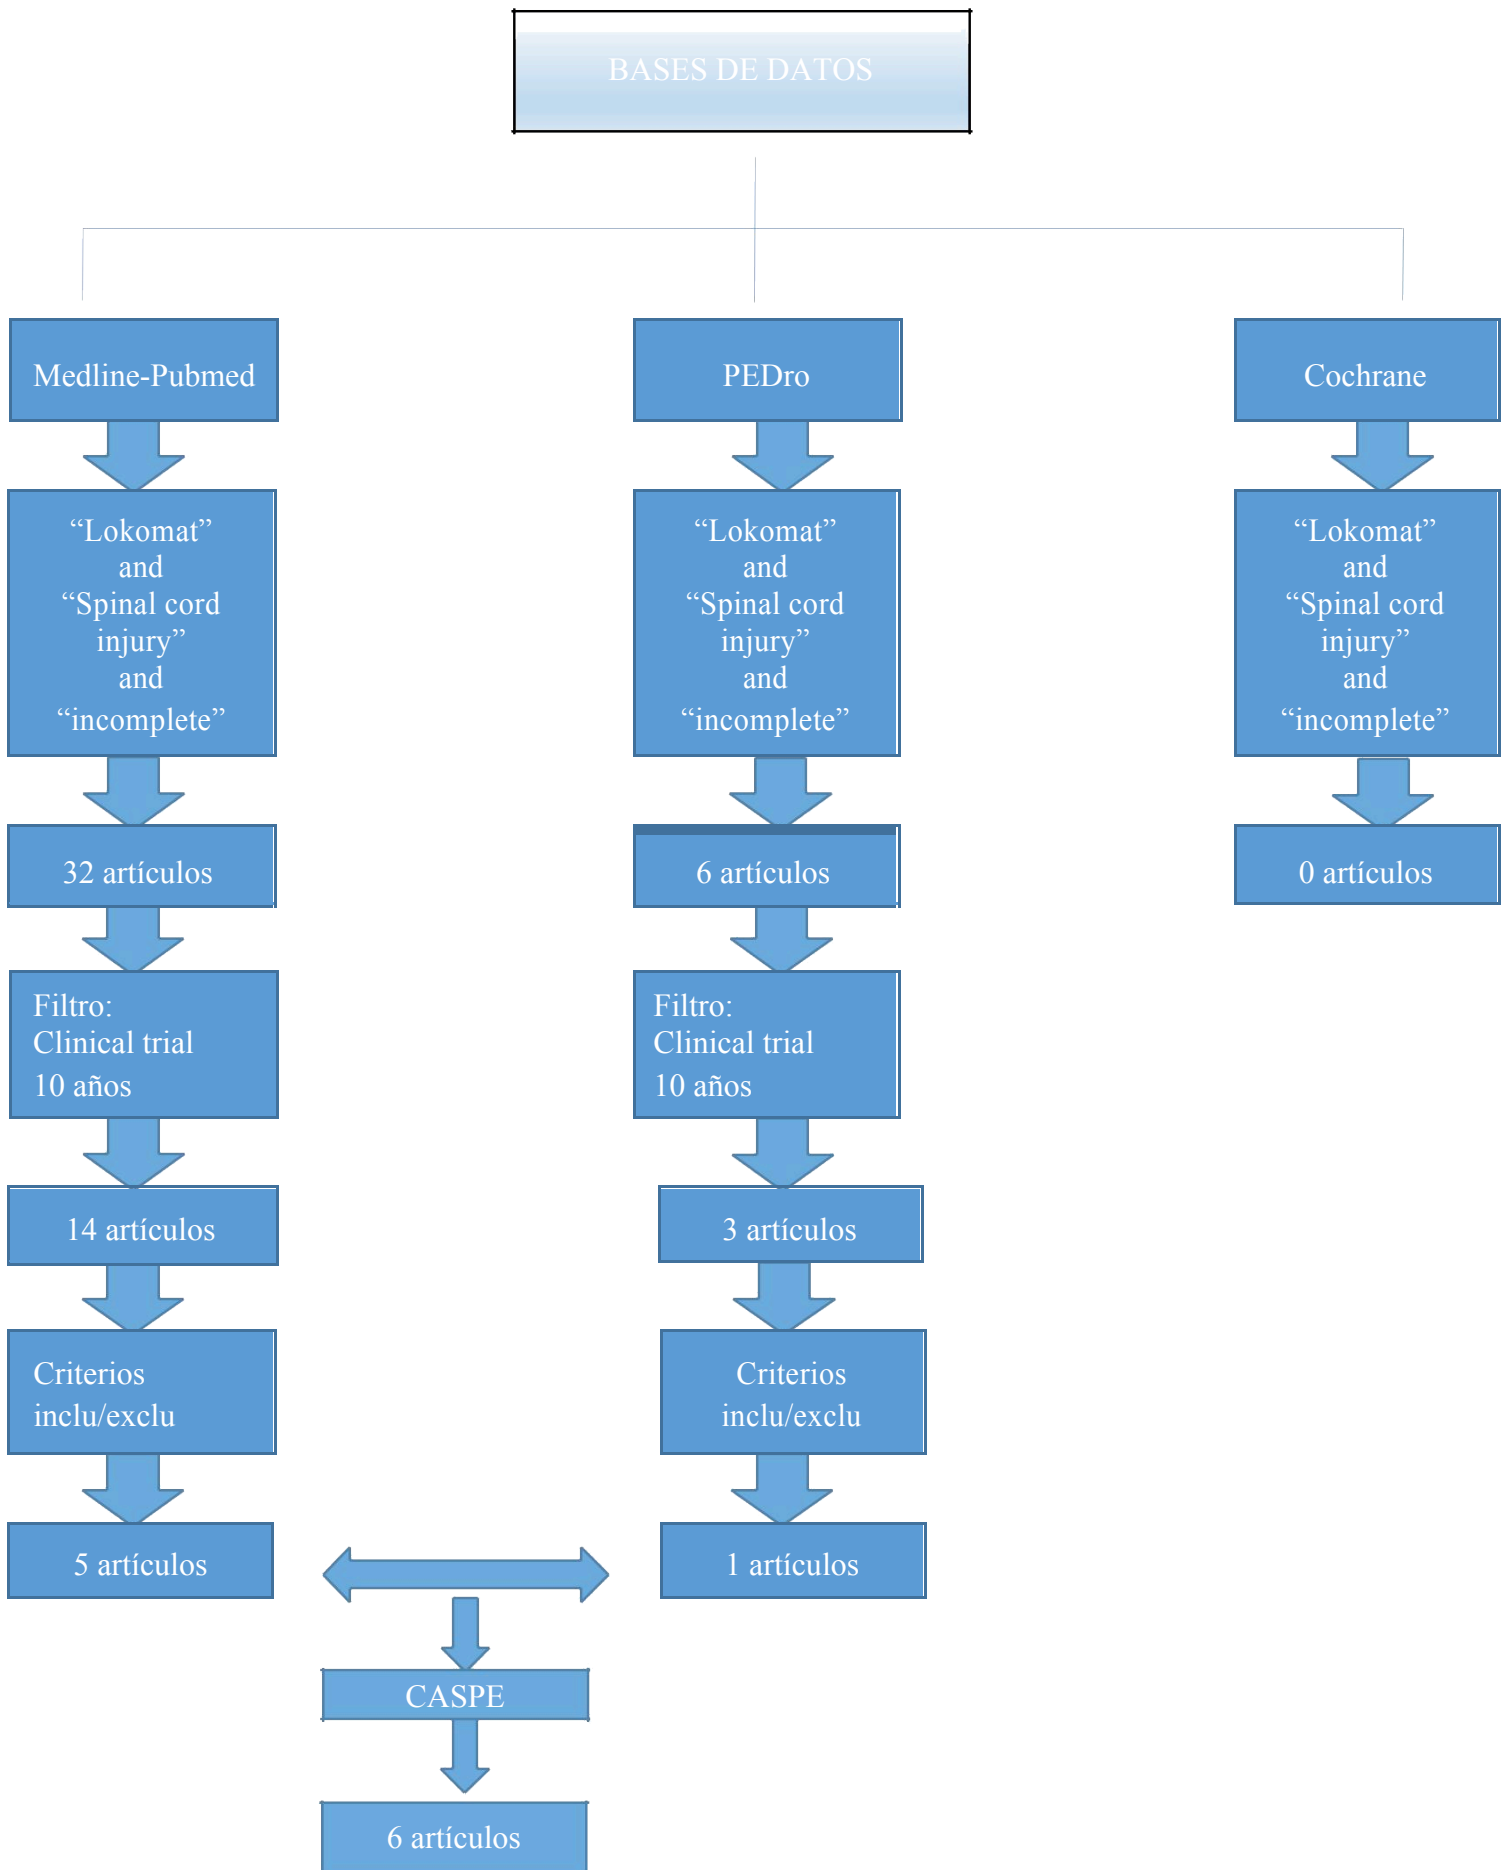 BASES DE DATOS
Medline-Pubmed
PEDro
Cochrane
“Lokomat”
and
“Spinal cord
injury”
and
“incomplete”
“Lokomat”
and
“Spinal cord
injury”
and
“incomplete”
“Lokomat”
and
“Spinal cord
injury”
and
“incomplete”
32 artículos
6 artículos
0 artículos
Filtro:
Clinical trial
10 años
Filtro:
Clinical trial
10 años
14 artículos
3 artículos
Criterios
inclu/exclu
Criterios
inclu/exclu
5 artículos
1 artículos
CASPE
6 artículos